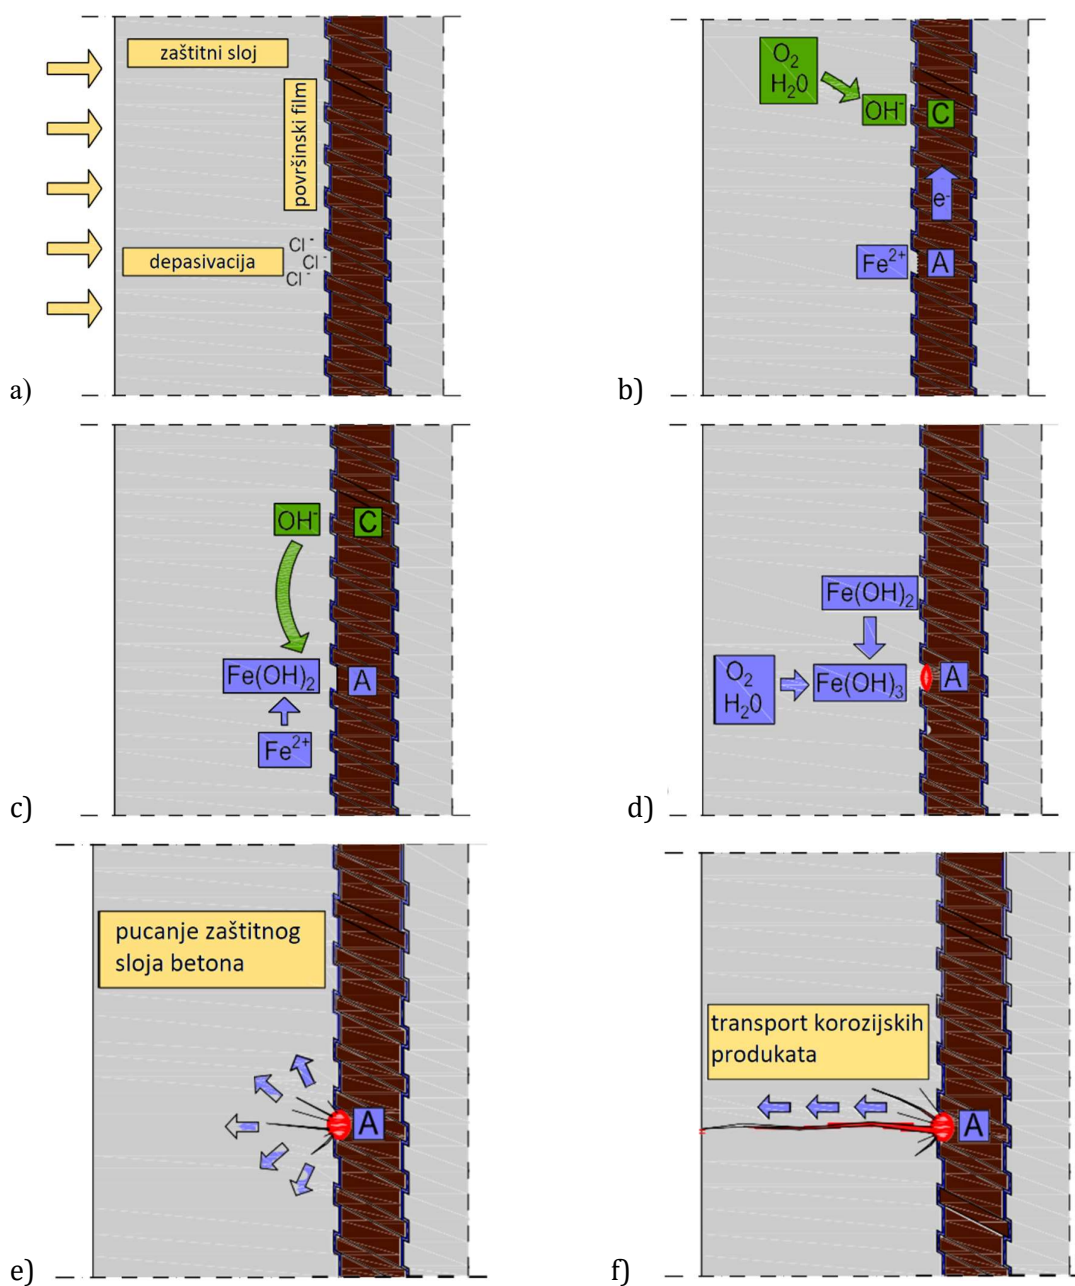 zaštitni sloj
površinski film
Cl⁻
Cl⁻
Cl⁻
depasivacija
a)
O₂
H₂0
OH⁻
C
e⁻
Fe²⁺
A
b)
OH⁻
C
Fe(OH)₂
A
Fe²⁺
c)
Fe(OH)₂
O₂
H₂0
Fe(OH)₃
A
d)
pucanje zaštitnog
sloja betona
A
e)
transport korozijskih
produkata
A
f)